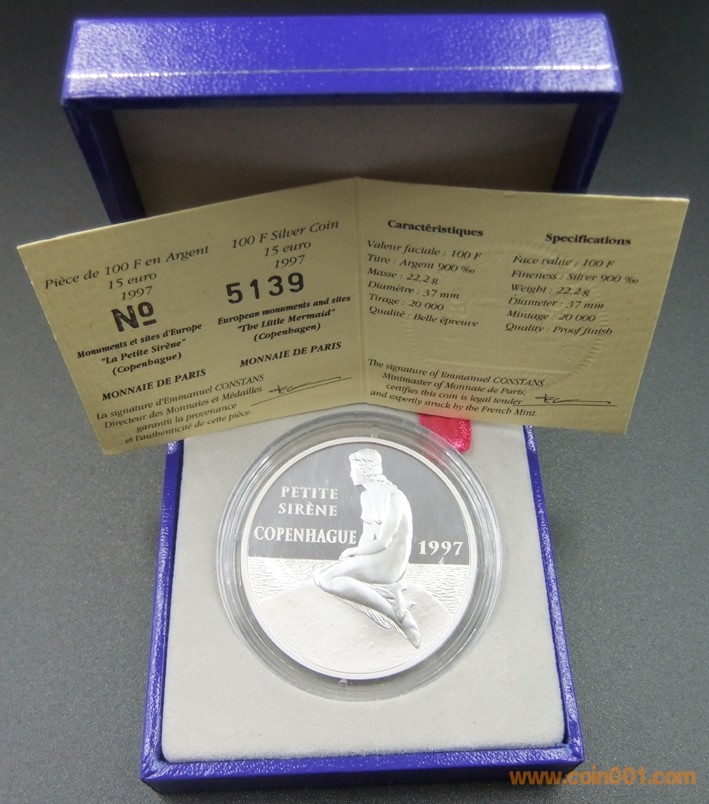 Pièce de 100 F en Argent
15 euro
1997
No
Monuments et sites d'Europe
"La Petite Sirène"
(Copenhague)
MONNAIE DE PARIS
La signature d'Emmanuel CONSTANS
Directeur des Monnaies et Médailles
garantit la provenance
et l'authenticité de cette pièce.
100 F Silver Coin
15 euro
1997
5139
European monuments and sites
"The Little Mermaid"
(Copenhagen)
MONNAIE DE PARIS
Caractéristiques
Valeur faciale : 100 F
Titre : Argent 900 ‰
Masse : 22.2 g
Diamètre : 37 mm
Tirage : 20 000
Qualité : Belle épreuve
Specifications
Face value : 100 F
Fineness : Silver 900 ‰
Weight : 22.2 g
Diameter : 37 mm
Mintage : 20 000
Quality : Proof finish
The signature of Emmanuel CONSTANS
Mintmaster of Monnaie de Paris,
certifies this coin is legal tender
and expertly struck by the French Mint.
PETITE
SIRÈNE
COPENHAGUE
1997
www.coin001.com